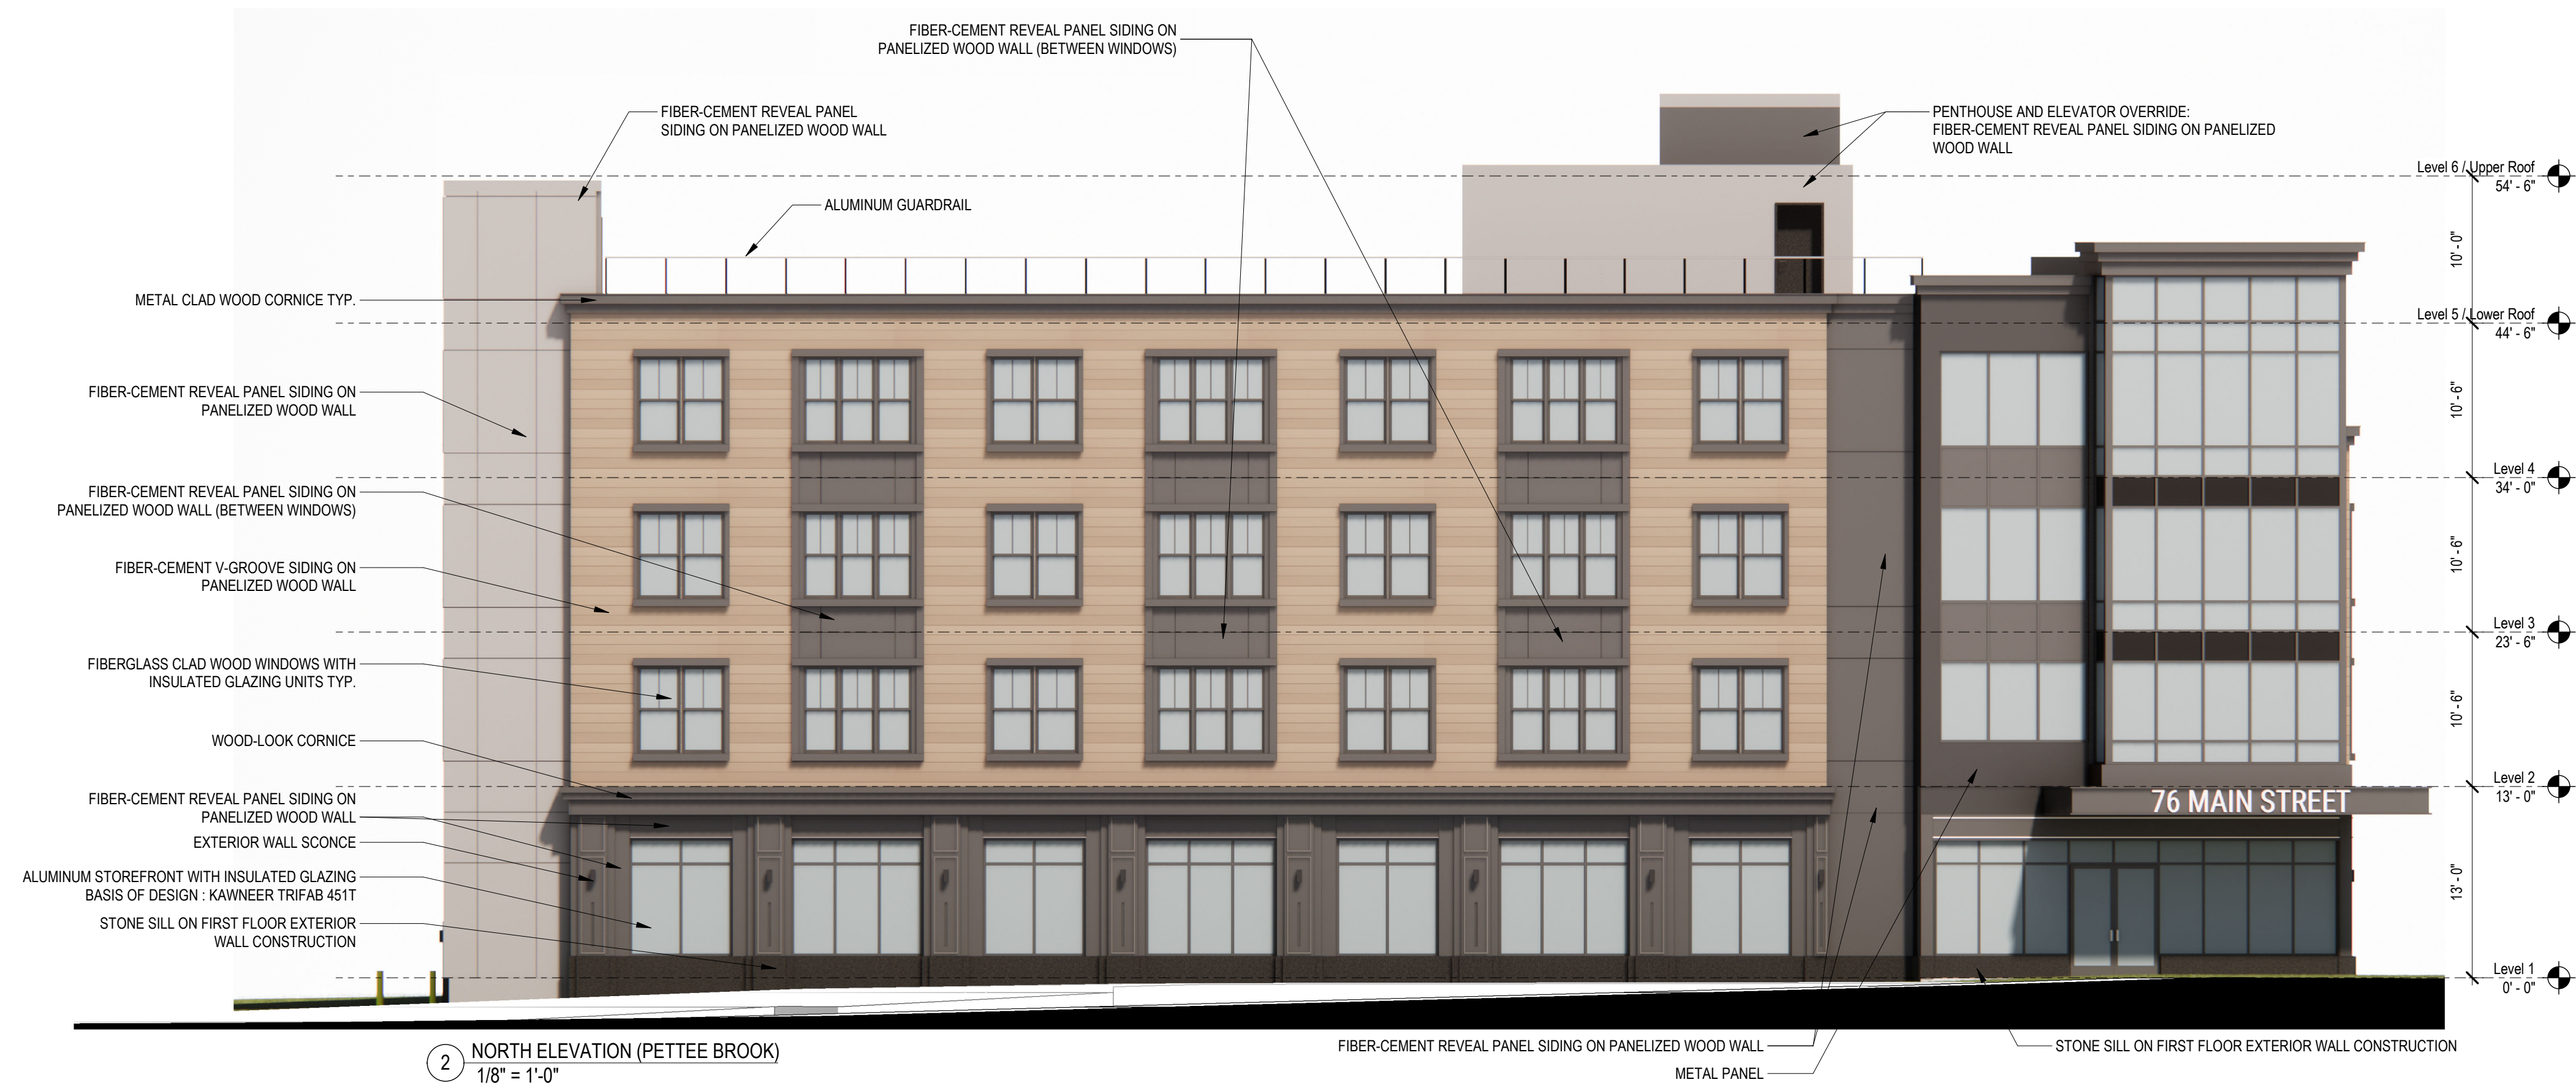 FIBER-CEMENT REVEAL PANEL SIDING ON
PANELIZED WOOD WALL (BETWEEN WINDOWS)
FIBER-CEMENT REVEAL PANEL
SIDING ON PANELIZED WOOD WALL
PENTHOUSE AND ELEVATOR OVERRIDE:
FIBER-CEMENT REVEAL PANEL SIDING ON PANELIZED
WOOD WALL
ALUMINUM GUARDRAIL
METAL CLAD WOOD CORNICE TYP.
FIBER-CEMENT REVEAL PANEL SIDING ON
PANELIZED WOOD WALL
FIBER-CEMENT REVEAL PANEL SIDING ON
PANELIZED WOOD WALL (BETWEEN WINDOWS)
FIBER-CEMENT V-GROOVE SIDING ON
PANELIZED WOOD WALL
FIBERGLASS CLAD WOOD WINDOWS WITH
INSULATED GLAZING UNITS TYP.
WOOD-LOOK CORNICE
FIBER-CEMENT REVEAL PANEL SIDING ON
PANELIZED WOOD WALL
EXTERIOR WALL SCONCE
ALUMINUM STOREFRONT WITH INSULATED GLAZING
BASIS OF DESIGN : KAWNEER TRIFAB 451T
STONE SILL ON FIRST FLOOR EXTERIOR
WALL CONSTRUCTION
76 MAIN STREET
Level 6 / Upper Roof
54' - 6"
10' - 0"
Level 5 / Lower Roof
44' - 6"
10' - 6"
Level 4
34' - 0"
10' - 6"
Level 3
23' - 6"
10' - 6"
Level 2
13' - 0"
13' - 0"
Level 1
0' - 0"
FIBER-CEMENT REVEAL PANEL SIDING ON PANELIZED WOOD WALL
METAL PANEL
STONE SILL ON FIRST FLOOR EXTERIOR WALL CONSTRUCTION
2
NORTH ELEVATION (PETTEE BROOK)
1/8" = 1'-0"